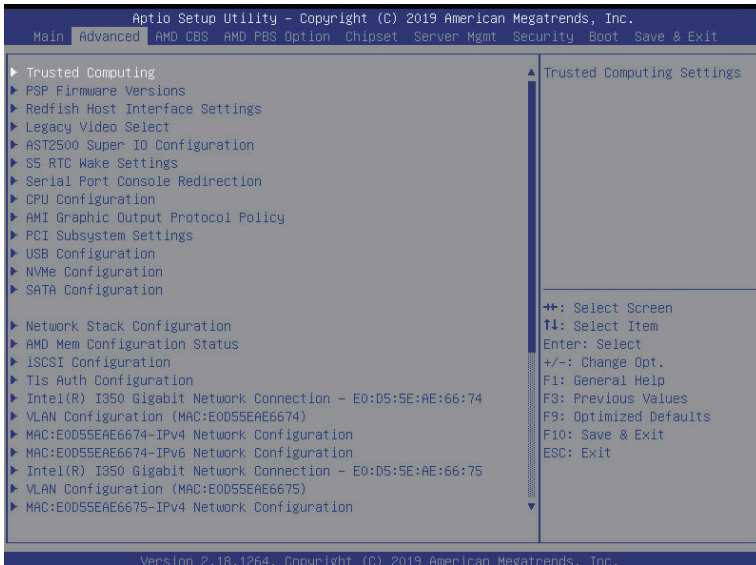 Aptio Setup Utility – Copyright (C) 2019 American Megatrends, Inc.
Main Advanced AMD CBS AMD PBS Option Chipset Server Mgmt Security Boot Save & Exit
▶ Trusted Computing
▶ PSP Firmware Versions
▶ Redfish Host Interface Settings
▶ Legacy Video Select
▶ AST2500 Super IO Configuration
▶ S5 RTC Wake Settings
▶ Serial Port Console Redirection
▶ CPU Configuration
▶ AMI Graphic Output Protocol Policy
▶ PCI Subsystem Settings
▶ USB Configuration
▶ NVMe Configuration
▶ SATA Configuration
▶ Network Stack Configuration
▶ AMD Mem Configuration Status
▶ iSCSI Configuration
▶ Tls Auth Configuration
▶ Intel(R) I350 Gigabit Network Connection – E0:D5:5E:AE:66:74
▶ VLAN Configuration (MAC:E0D55EAE6674)
▶ MAC:E0D55EAE6674-IPv4 Network Configuration
▶ MAC:E0D55EAE6674-IPv6 Network Configuration
▶ Intel(R) I350 Gigabit Network Connection – E0:D5:5E:AE:66:75
▶ VLAN Configuration (MAC:E0D55EAE6675)
▶ MAC:E0D55EAE6675-IPv4 Network Configuration
Trusted Computing Settings
→←: Select Screen
↑↓: Select Item
Enter: Select
+/-: Change Opt.
F1: General Help
F3: Previous Values
F9: Optimized Defaults
F10: Save & Exit
ESC: Exit
Version 2.18.1264. Copyright (C) 2019 American Megatrends, Inc.